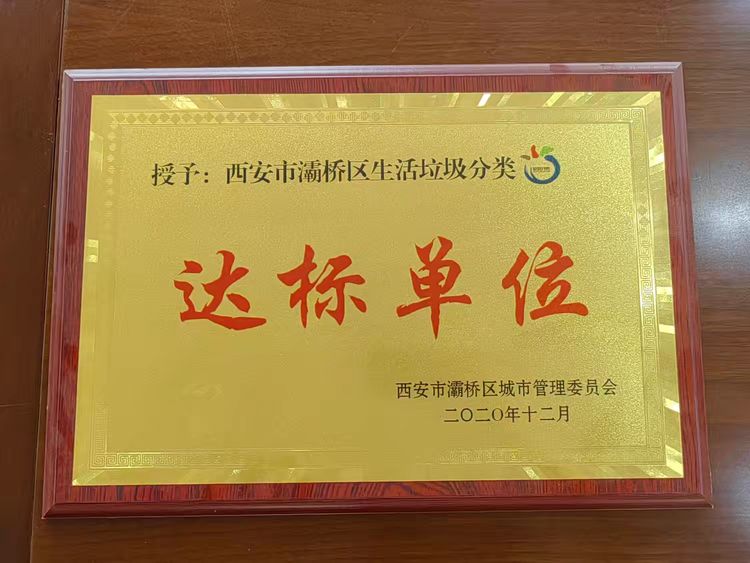 授予：西安市灞桥区生活垃圾分类
达标单位
西安市灞桥区城市管理委员会
二〇二〇年十二月